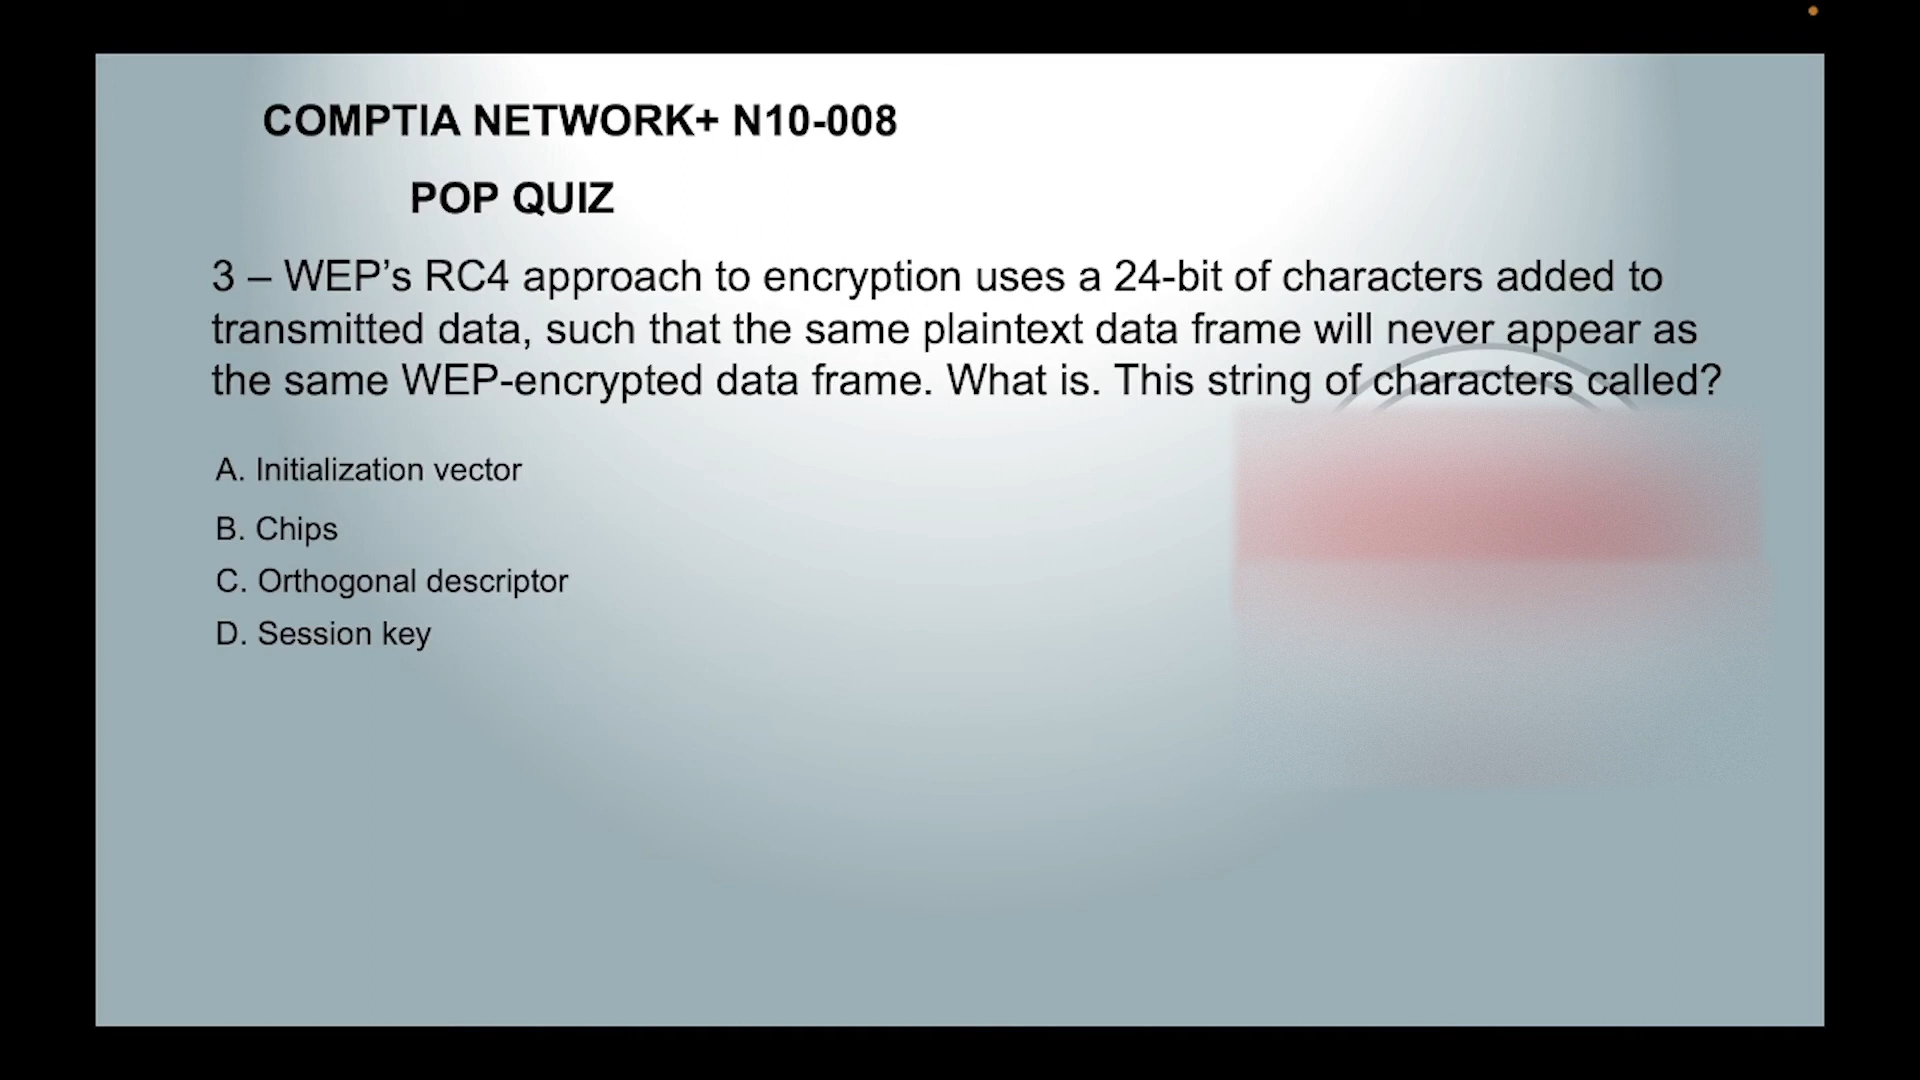 COMPTIA NETWORK+ N10-008
POP QUIZ
3 – WEP’s RC4 approach to encryption uses a 24-bit of characters added to
transmitted data, such that the same plaintext data frame will never appear as
the same WEP-encrypted data frame. What is. This string of characters called?
A. Initialization vector
B. Chips
C. Orthogonal descriptor
D. Session key